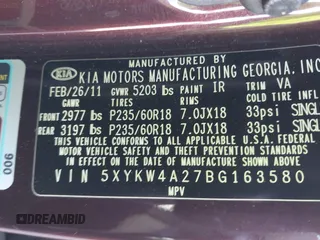 MANUFACTURED BY
KIA KIA MOTORS MANUFACTURING GEORGIA, INC
FEB/26/11 GVWR 5203 lbs PAINT IR TRIM VA
GAWR TIRES RIMS COLD
FRONT 2977 lbs P235/60R18 7.0JX18 33psi SINGL
REAR 3197 lbs P235/60R18 7.0JX18 33psi SINGL
THIS VEHICLE CONFORMS TO ALL APPLICABLE U.S.A. FEDERAL
MOTOR VEHICLE SAFETY AND THEFT PREVENTION STANDARDS
IN EFFECT ON THE DATE OF MANUFACTURE SHOWN ABOVE.
VIN 5XYKW4A27BG163580
MPV
006
DREAMBID